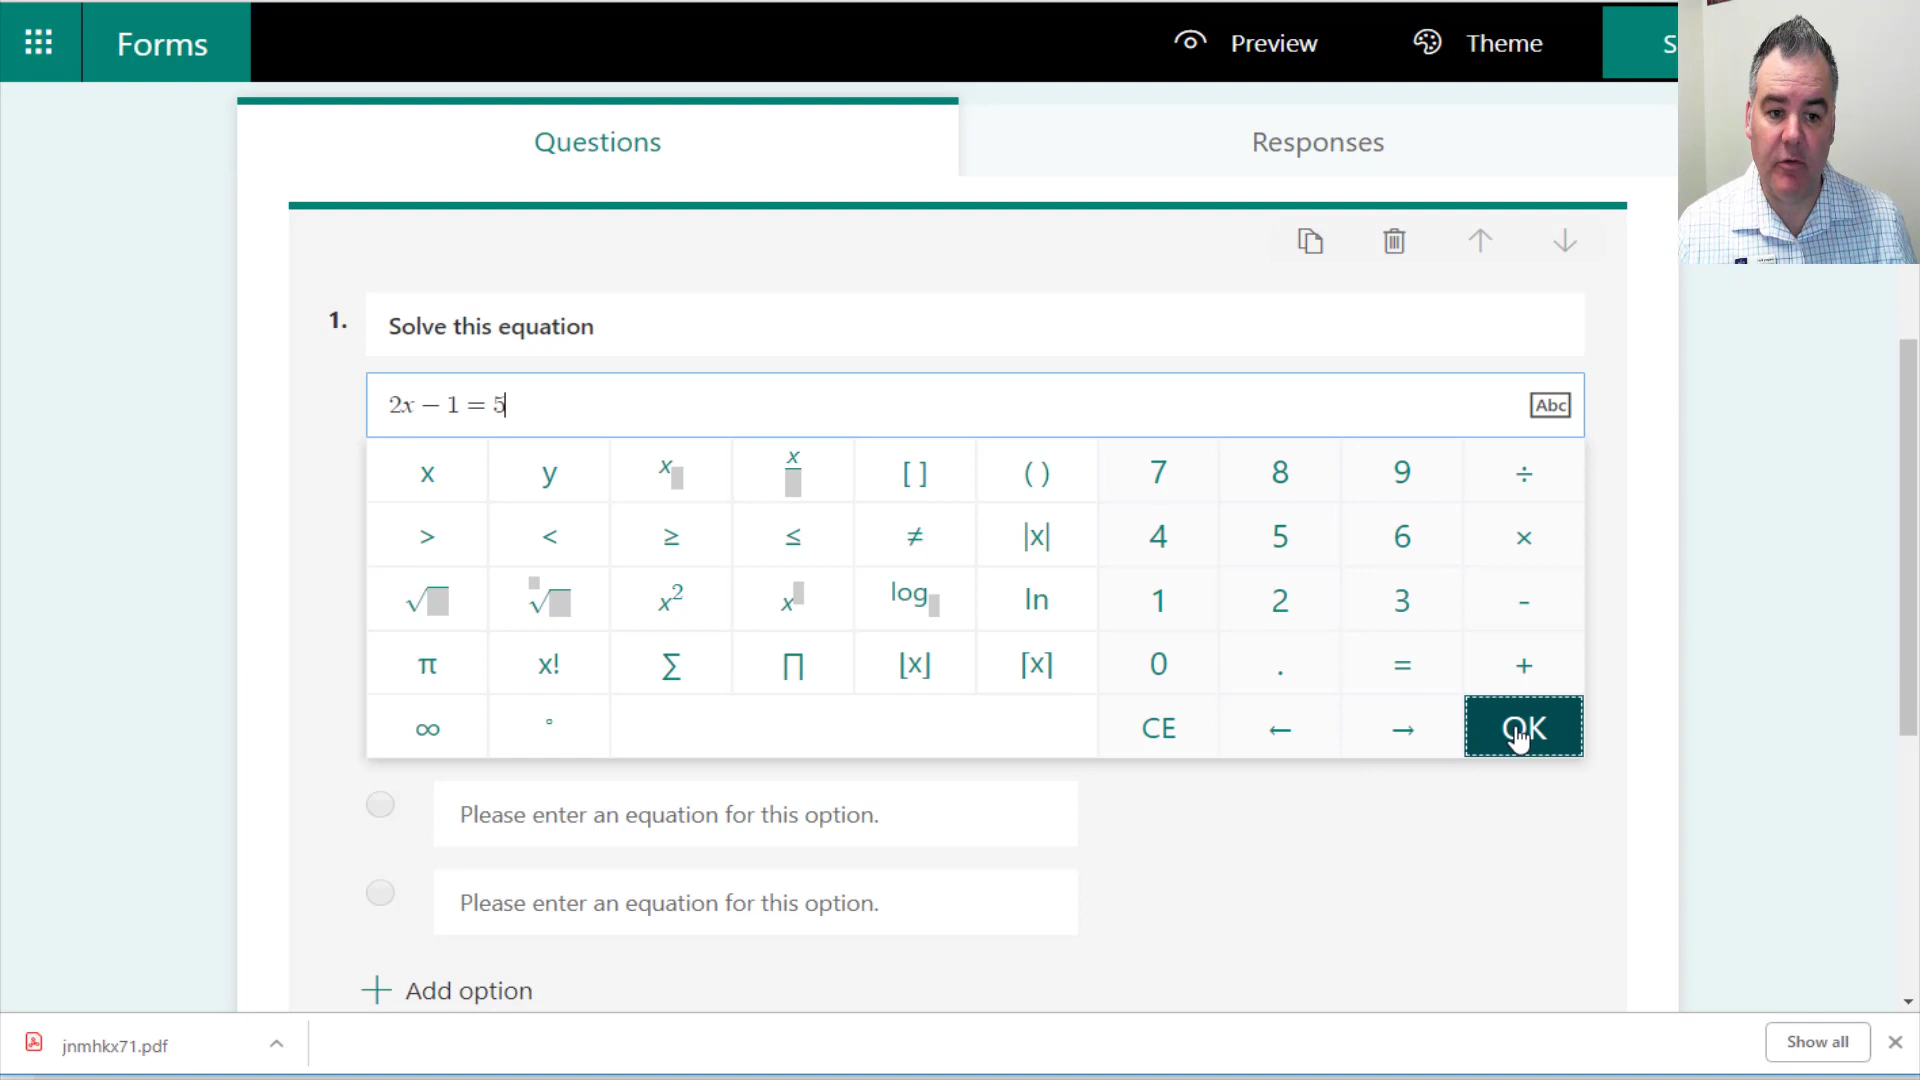 Forms
Preview
Theme
S
Questions
Responses
1.
Solve this equation
2x − 1 = 5
Abc
x y x x [ ] ( ) 7 8 9 ÷
> < ≥ ≤ ≠ |x| 4 5 6 ×
√ √ x² x log ln 1 2 3 -
π x! ∑ ∏ ⌊x⌋ ⌈x⌉ 0 . = +
∞ ° CE ← → OK
Please enter an equation for this option.
Please enter an equation for this option.
Add option
jnmhkx71.pdf
Show all